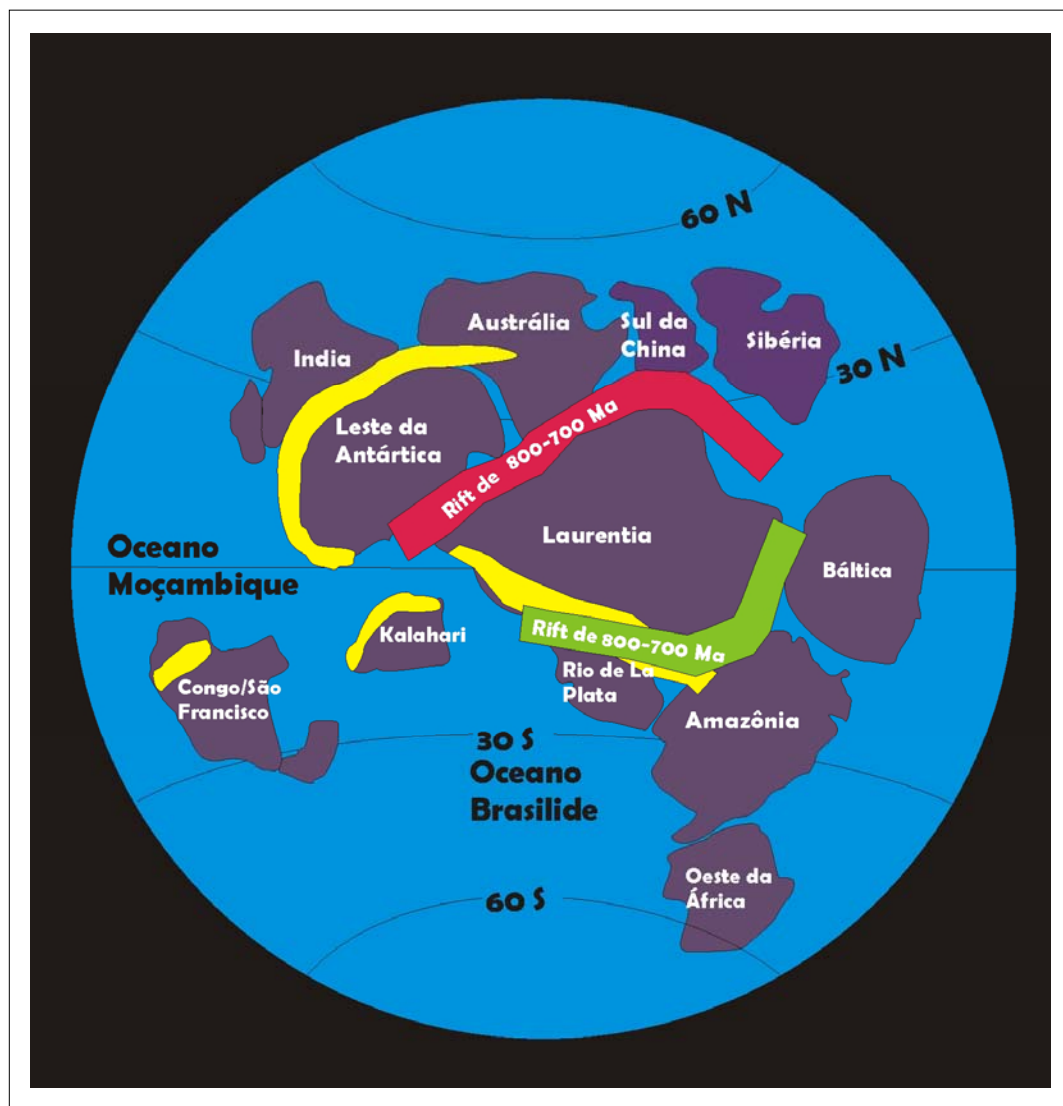 60 N
Austrália
Sul da
China
Sibéria
India
30 N
Leste da
Antártica
Rift de 800-700 Ma
Laurentia
Oceano
Moçambique
Báltica
Kalahari
Rift de 800-700 Ma
Rio de La
Plata
Congo/São
Francisco
Amazônia
30 S
Oceano
Brasilide
Oeste da
África
60 S